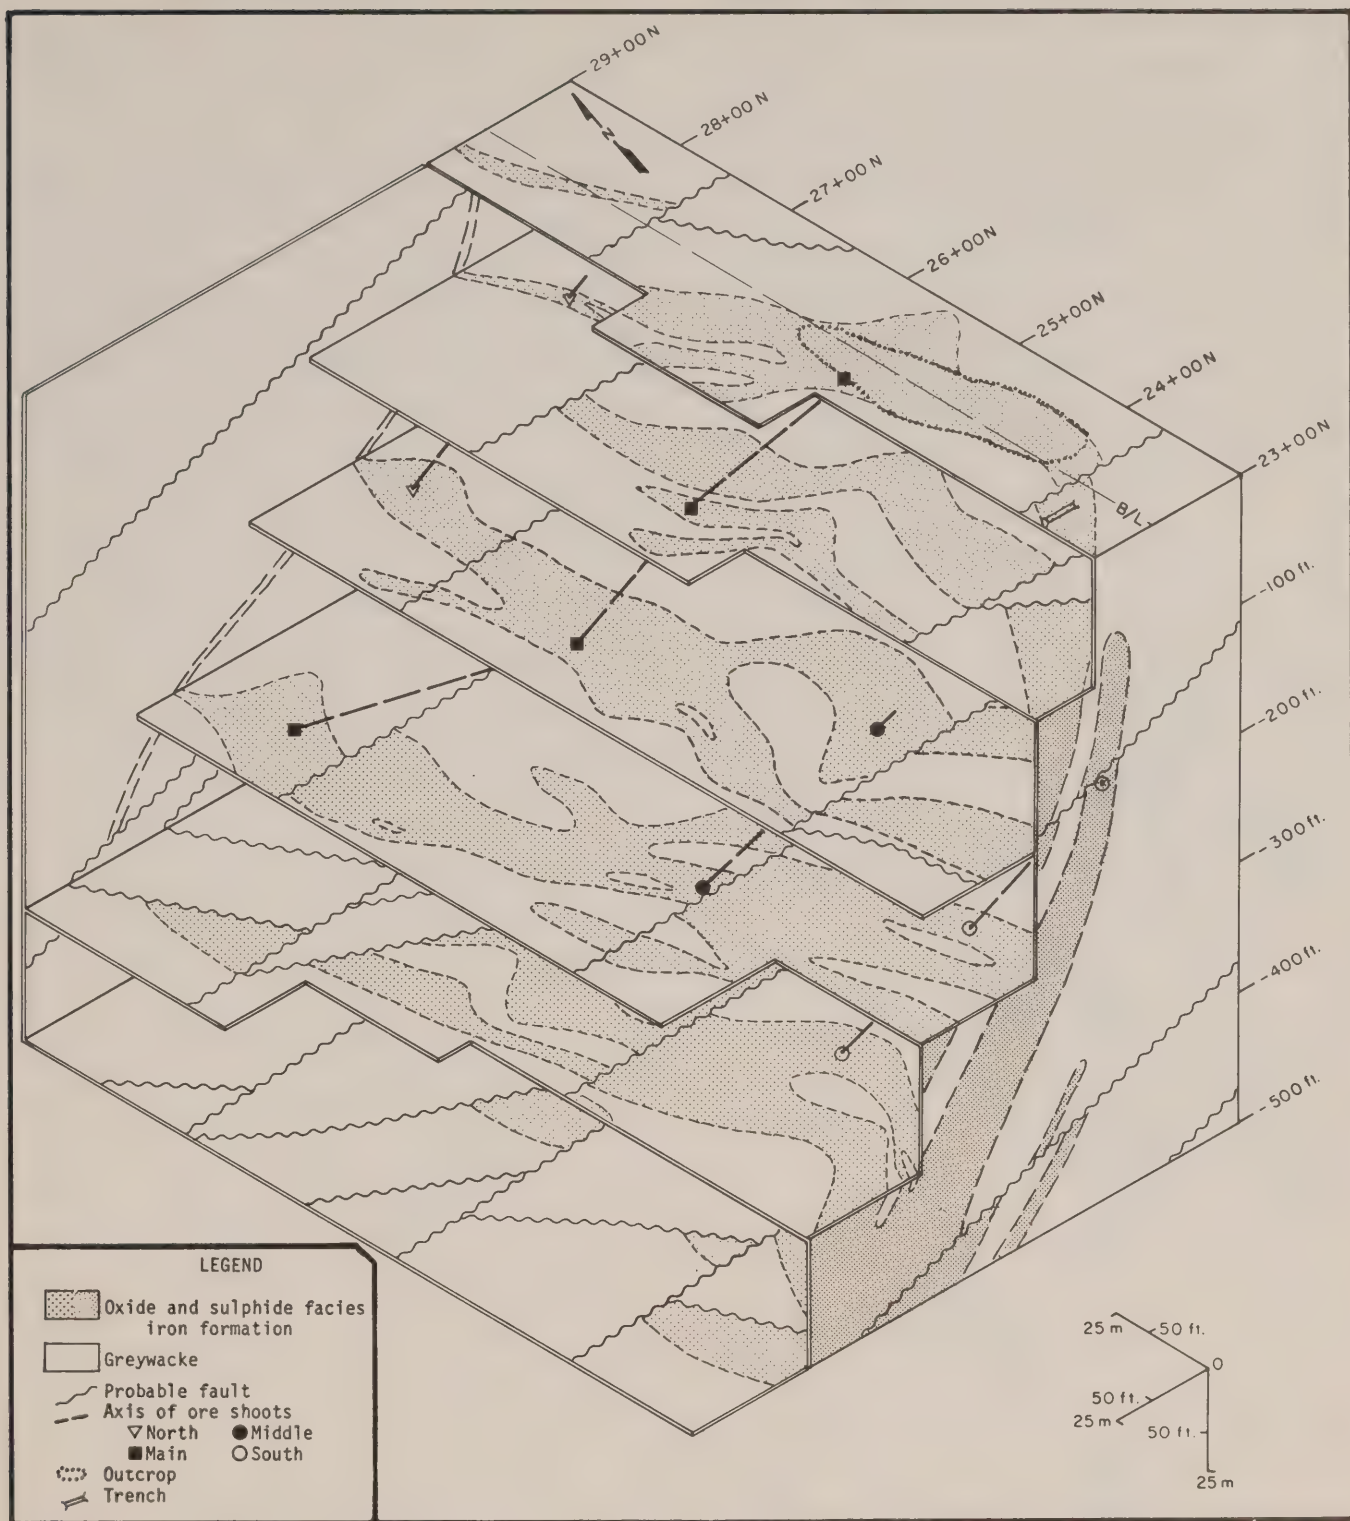 29+00N
28+00N
27+00N
26+00N
25+00N
24+00N
23+00N
N
B/L
-100 ft.
-200 ft.
-300 ft.
-400 ft.
-500 ft.
LEGEND
Oxide and sulphide facies
iron formation
Greywacke
Probable fault
Axis of ore shoots
North Middle
Main South
Outcrop
Trench
25 m 50 ft.
0
50 ft.
25 m
50 ft.
25 m